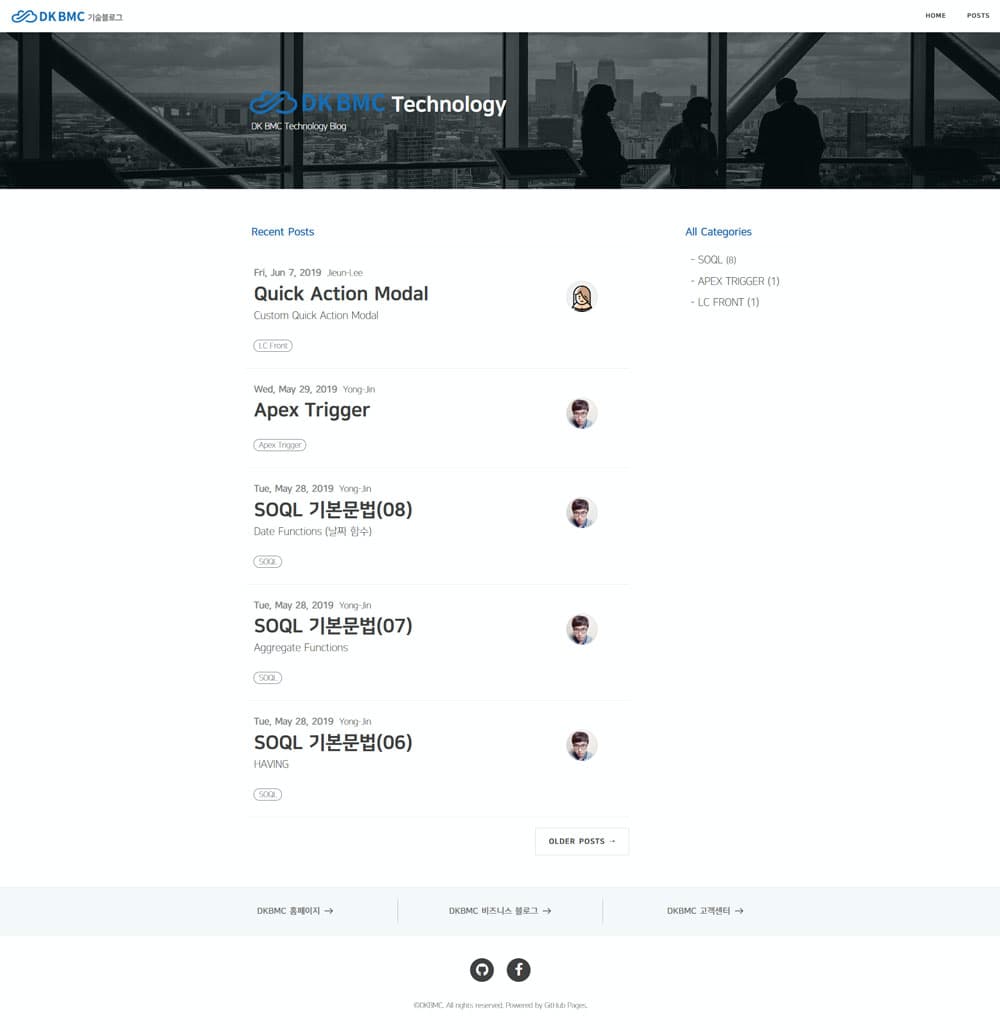 DK BMC 기술블로그
HOME POSTS
DK BMC Technology
DK BMC Technology Blog
Recent Posts
Fri, Jun 7, 2019 Jieun-Lee
Quick Action Modal
Custom Quick Action Modal
LC Front
Wed, May 29, 2019 Yong-Jin
Apex Trigger
Apex Trigger
Tue, May 28, 2019 Yong-Jin
SOQL 기본문법(08)
Date Functions (날짜 함수)
SOQL
Tue, May 28, 2019 Yong-Jin
SOQL 기본문법(07)
Aggregate Functions
SOQL
Tue, May 28, 2019 Yong-Jin
SOQL 기본문법(06)
HAVING
SOQL
OLDER POSTS →
All Categories
- SOQL (8)
- APEX TRIGGER (1)
- LC FRONT (1)
DKBMC 홈페이지 →
DKBMC 비즈니스 블로그 →
DKBMC 고객센터 →
©DKBMC. All rights reserved. Powered by GitHub Pages.